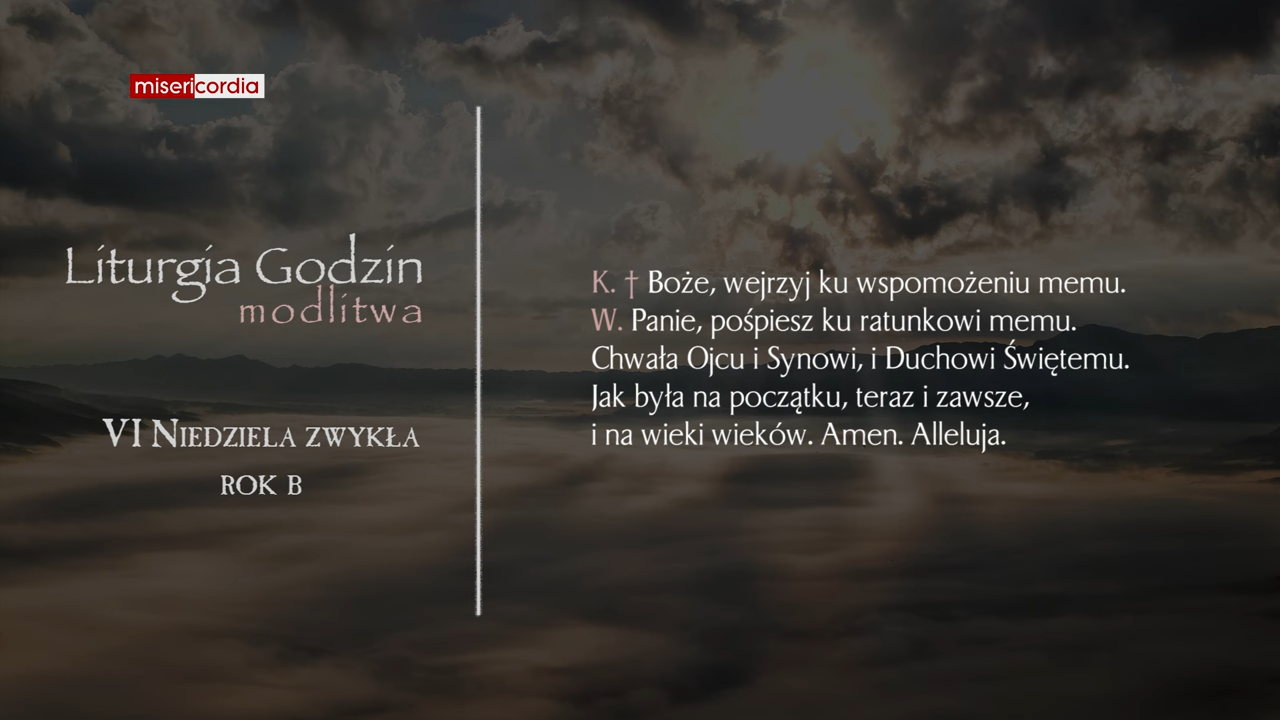 misericordia
Liturgia Godzin
modlitwa
VI Niedziela zwykła
rok B
K. † Boże, wejrzyj ku wspomożeniu memu.
W. Panie, pośpiesz ku ratunkowi memu.
Chwała Ojcu i Synowi, i Duchowi Świętemu.
Jak była na początku, teraz i zawsze,
i na wieki wieków. Amen. Alleluja.